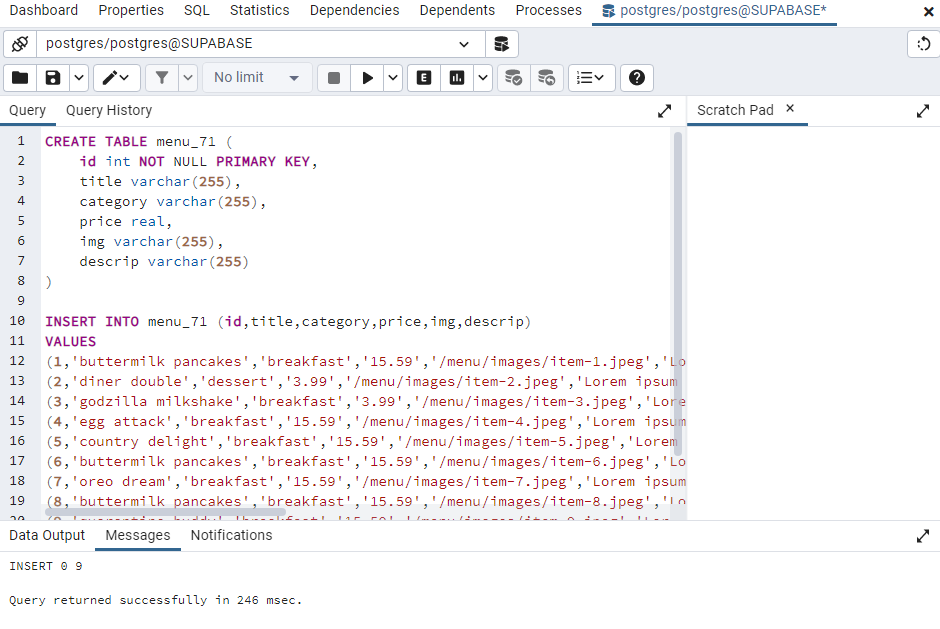 Dashboard Properties SQL Statistics Dependencies Dependents Processes postgres/postgres@SUPABASE*
postgres/postgres@SUPABASE
No limit
E
Query Query History
Scratch Pad
1 CREATE TABLE menu_71 (
2 id int NOT NULL PRIMARY KEY,
3 title varchar(255),
4 category varchar(255),
5 price real,
6 img varchar(255),
7 descrip varchar(255)
8 )
9
10 INSERT INTO menu_71 (id,title,category,price,img,descrip)
11 VALUES
12 (1,'buttermilk pancakes','breakfast','15.59','/menu/images/item-1.jpeg','Lo
13 (2,'diner double','dessert','3.99','/menu/images/item-2.jpeg','Lorem ipsum
14 (3,'godzilla milkshake','breakfast','3.99','/menu/images/item-3.jpeg','Lore
15 (4,'egg attack','breakfast','15.59','/menu/images/item-4.jpeg','Lorem ipsum
16 (5,'country delight','breakfast','15.59','/menu/images/item-5.jpeg','Lorem
17 (6,'buttermilk pancakes','breakfast','15.59','/menu/images/item-6.jpeg','Lo
18 (7,'oreo dream','breakfast','15.59','/menu/images/item-7.jpeg','Lorem ipsum
19 (8,'buttermilk pancakes','breakfast','15.59','/menu/images/item-8.jpeg','Lo
Data Output Messages Notifications
INSERT 0 9
Query returned successfully in 246 msec.